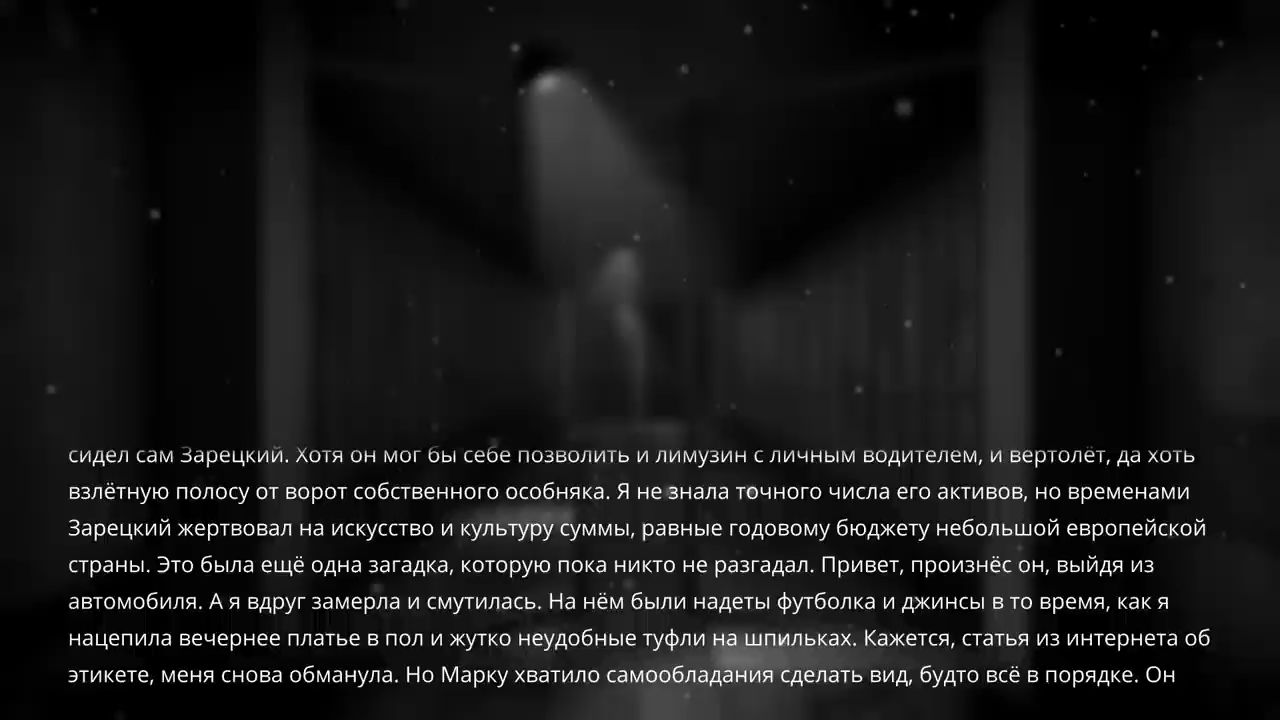 сидел сам Зарецкий. Хотя он мог бы себе позволить и лимузин с личным водителем, и вертолёт, да хоть
взлётную полосу от ворот собственного особняка. Я не знала точного числа его активов, но временами
Зарецкий жертвовал на искусство и культуру суммы, равные годовому бюджету небольшой европейской
страны. Это была ещё одна загадка, которую пока никто не разгадал. Привет, произнёс он, выйдя из
автомобиля. А я вдруг замерла и смутилась. На нём были надеты футболка и джинсы в то время, как я
нацепила вечернее платье в пол и жутко неудобные туфли на шпильках. Кажется, статья из интернета об
этикете, меня снова обманула. Но Марку хватило самообладания сделать вид, будто всё в порядке. Он